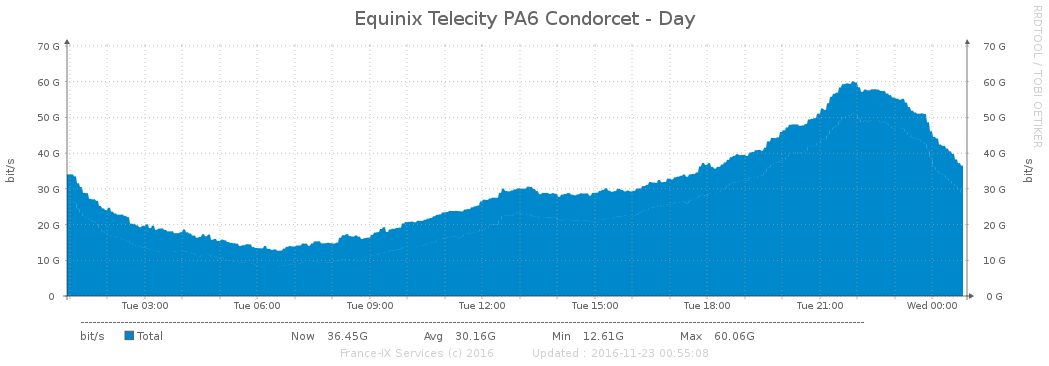 Equinix Telecity PA6 Condorcet - Day
RRDTOOL / TOBI OETIKER
bit/s
70 G
60 G
50 G
40 G
30 G
20 G
10 G
0
70 G
60 G
50 G
40 G
30 G
20 G
10 G
0 G
bit/s
Tue 03:00 Tue 06:00 Tue 09:00 Tue 12:00 Tue 15:00 Tue 18:00 Tue 21:00 Wed 00:00
bit/s Total Now 36.45G Avg 30.16G Min 12.61G Max 60.06G
France-IX Services (c) 2016 Updated : 2016-11-23 00:55:08